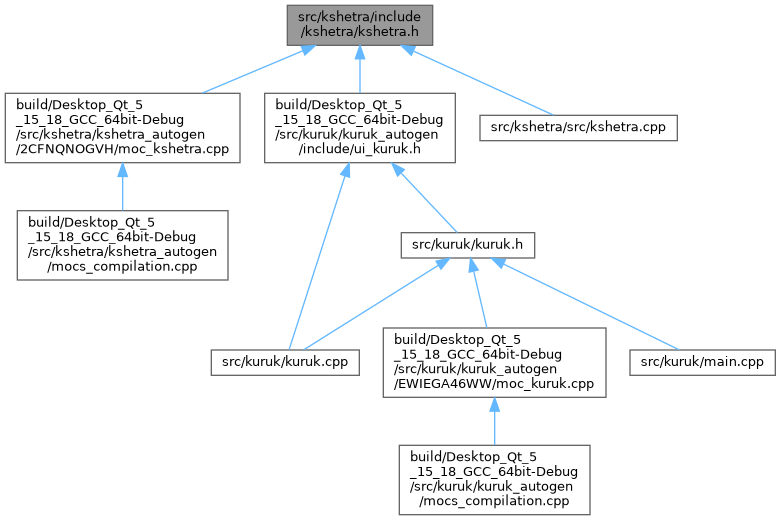 src/kshetra/include
/kshetra/kshetra.h
build/Desktop_Qt_5
_15_18_GCC_64bit-Debug
/src/kshetra/kshetra_autogen
/2CFNQNOGVH/moc_kshetra.cpp
build/Desktop_Qt_5
_15_18_GCC_64bit-Debug
/src/kuruk/kuruk_autogen
/include/ui_kuruk.h
src/kshetra/src/kshetra.cpp
build/Desktop_Qt_5
_15_18_GCC_64bit-Debug
/src/kshetra/kshetra_autogen
/mocs_compilation.cpp
src/kuruk/kuruk.h
src/kuruk/kuruk.cpp
build/Desktop_Qt_5
_15_18_GCC_64bit-Debug
/src/kuruk/kuruk_autogen
/EWIEGA46WW/moc_kuruk.cpp
src/kuruk/main.cpp
build/Desktop_Qt_5
_15_18_GCC_64bit-Debug
/src/kuruk/kuruk_autogen
/mocs_compilation.cpp